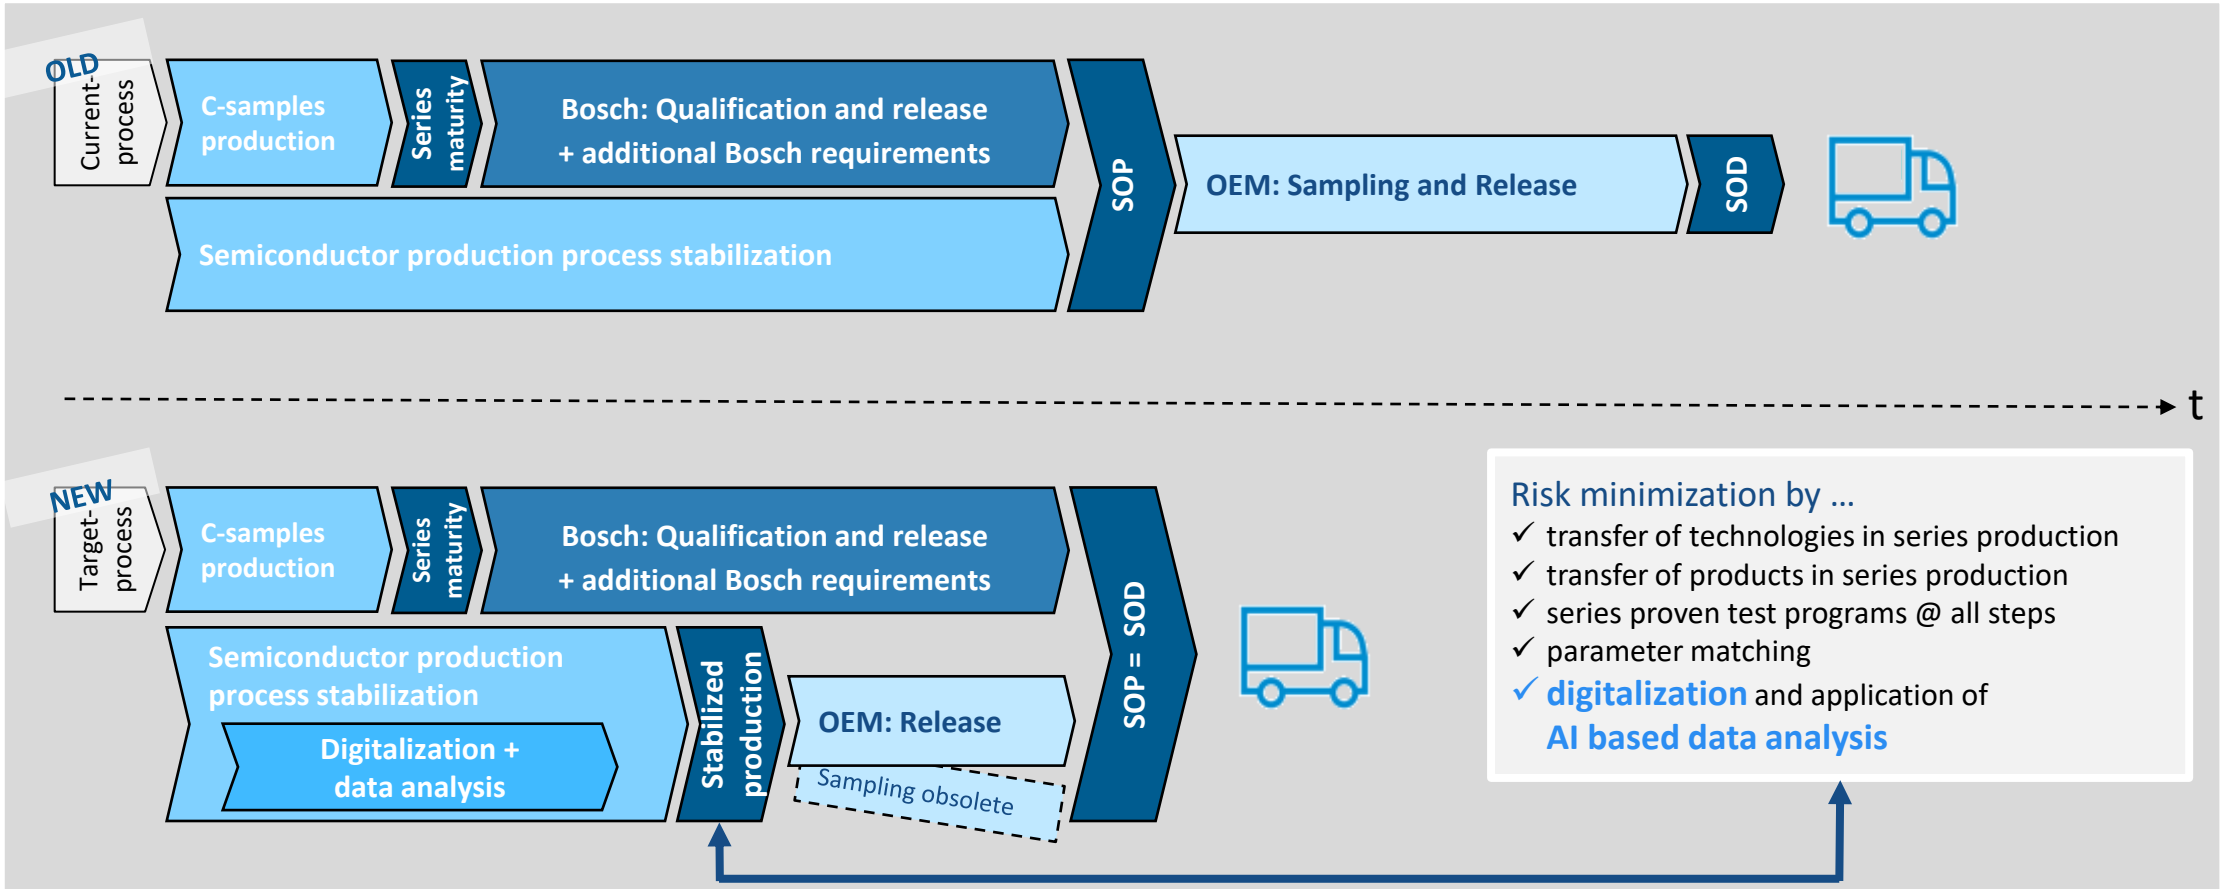 OLD
Current-
process
C-samples
production
Series
maturity
Bosch: Qualification and release
+ additional Bosch requirements
Semiconductor production process stabilization
SOP
OEM: Sampling and Release
SOD
t
NEW
Target-
process
C-samples
production
Series
maturity
Bosch: Qualification and release
+ additional Bosch requirements
Semiconductor production
process stabilization
Digitalization +
data analysis
Stabilized
production
OEM: Release
Sampling obsolete
SOP = SOD
Risk minimization by ...
✓ transfer of technologies in series production
✓ transfer of products in series production
✓ series proven test programs @ all steps
✓ parameter matching
✓ digitalization and application of
AI based data analysis